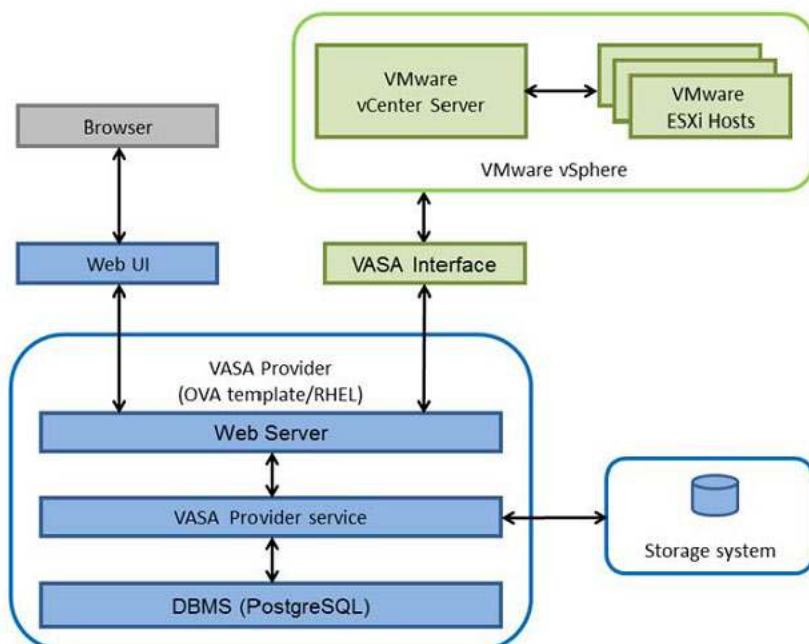 VMware
vCenter Server
VMware
ESXi Hosts
VMware vSphere
Browser
Web UI
VASA Interface
VASA Provider
(OVA template/RHEL)
Web Server
VASA Provider service
DBMS (PostgreSQL)
Storage system